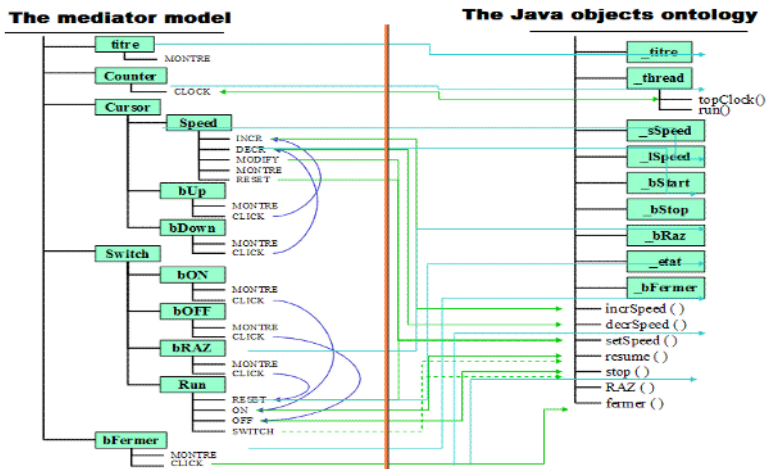 The mediator model
The Java objects ontology
titre
MONTRE
Counter
CLOCK
Cursor
Speed
INCR
DECR
MODIFY
MONTRE
RESET
bUp
MONTRE
CLICK
bDown
MONTRE
CLICK
Switch
bON
MONTRE
CLICK
bOFF
MONTRE
CLICK
bRAZ
MONTRE
CLICK
Run
RESET
ON
OFF
SWITCH
bFermer
MONTRE
CLICK
_titre
_thread
topClock()
run()
_sSpeed
_lSpeed
_bStart
_bStop
_bRaz
_etat
_bFermer
incrSpeed ( )
decrSpeed ( )
setSpeed ( )
resume ( )
stop ( )
RAZ ( )
fermer ( )